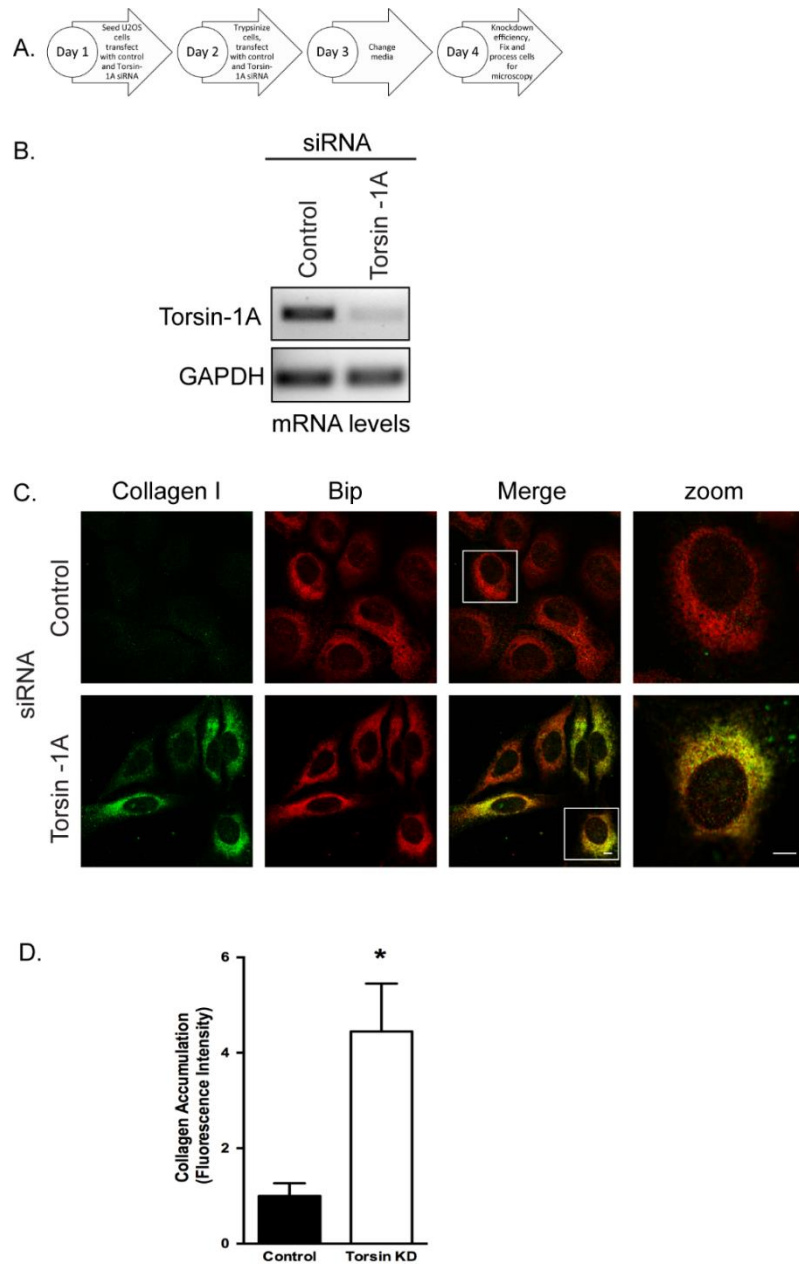 A.
Day 1
Seed U2OS
cells
transfect
with control
and Torsin-
1A siRNA
Day 2
Trypsinize
cells,
transfect
with control
and Torsin-
1A siRNA
Day 3
Change
media
Day 4
Knockdown
efficiency,
Fix and
process cells
for
microscopy
B.
siRNA
Control
Torsin -1A
Torsin-1A
GAPDH
mRNA levels
C.
Collagen I
Bip
Merge
zoom
siRNA
Control
Torsin -1A
D.
Collagen Accumulation
(Fluorescence Intensity)
6
4
2
0
*
Control
Torsin KD